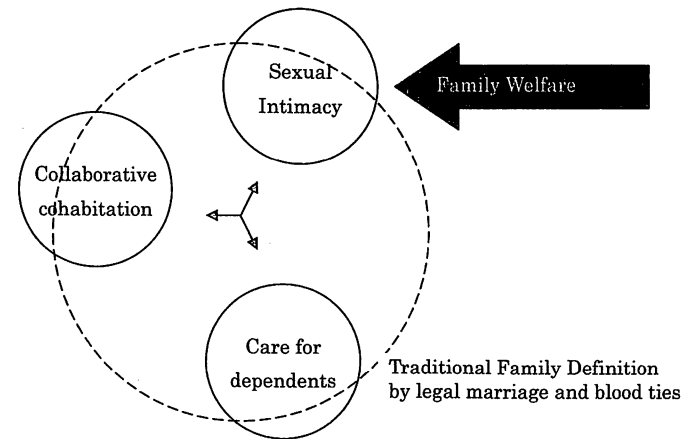 Sexual
Intimacy
Family Welfare
Collaborative
cohabitation
Care for
dependents
Traditional Family Definition
by legal marriage and blood ties